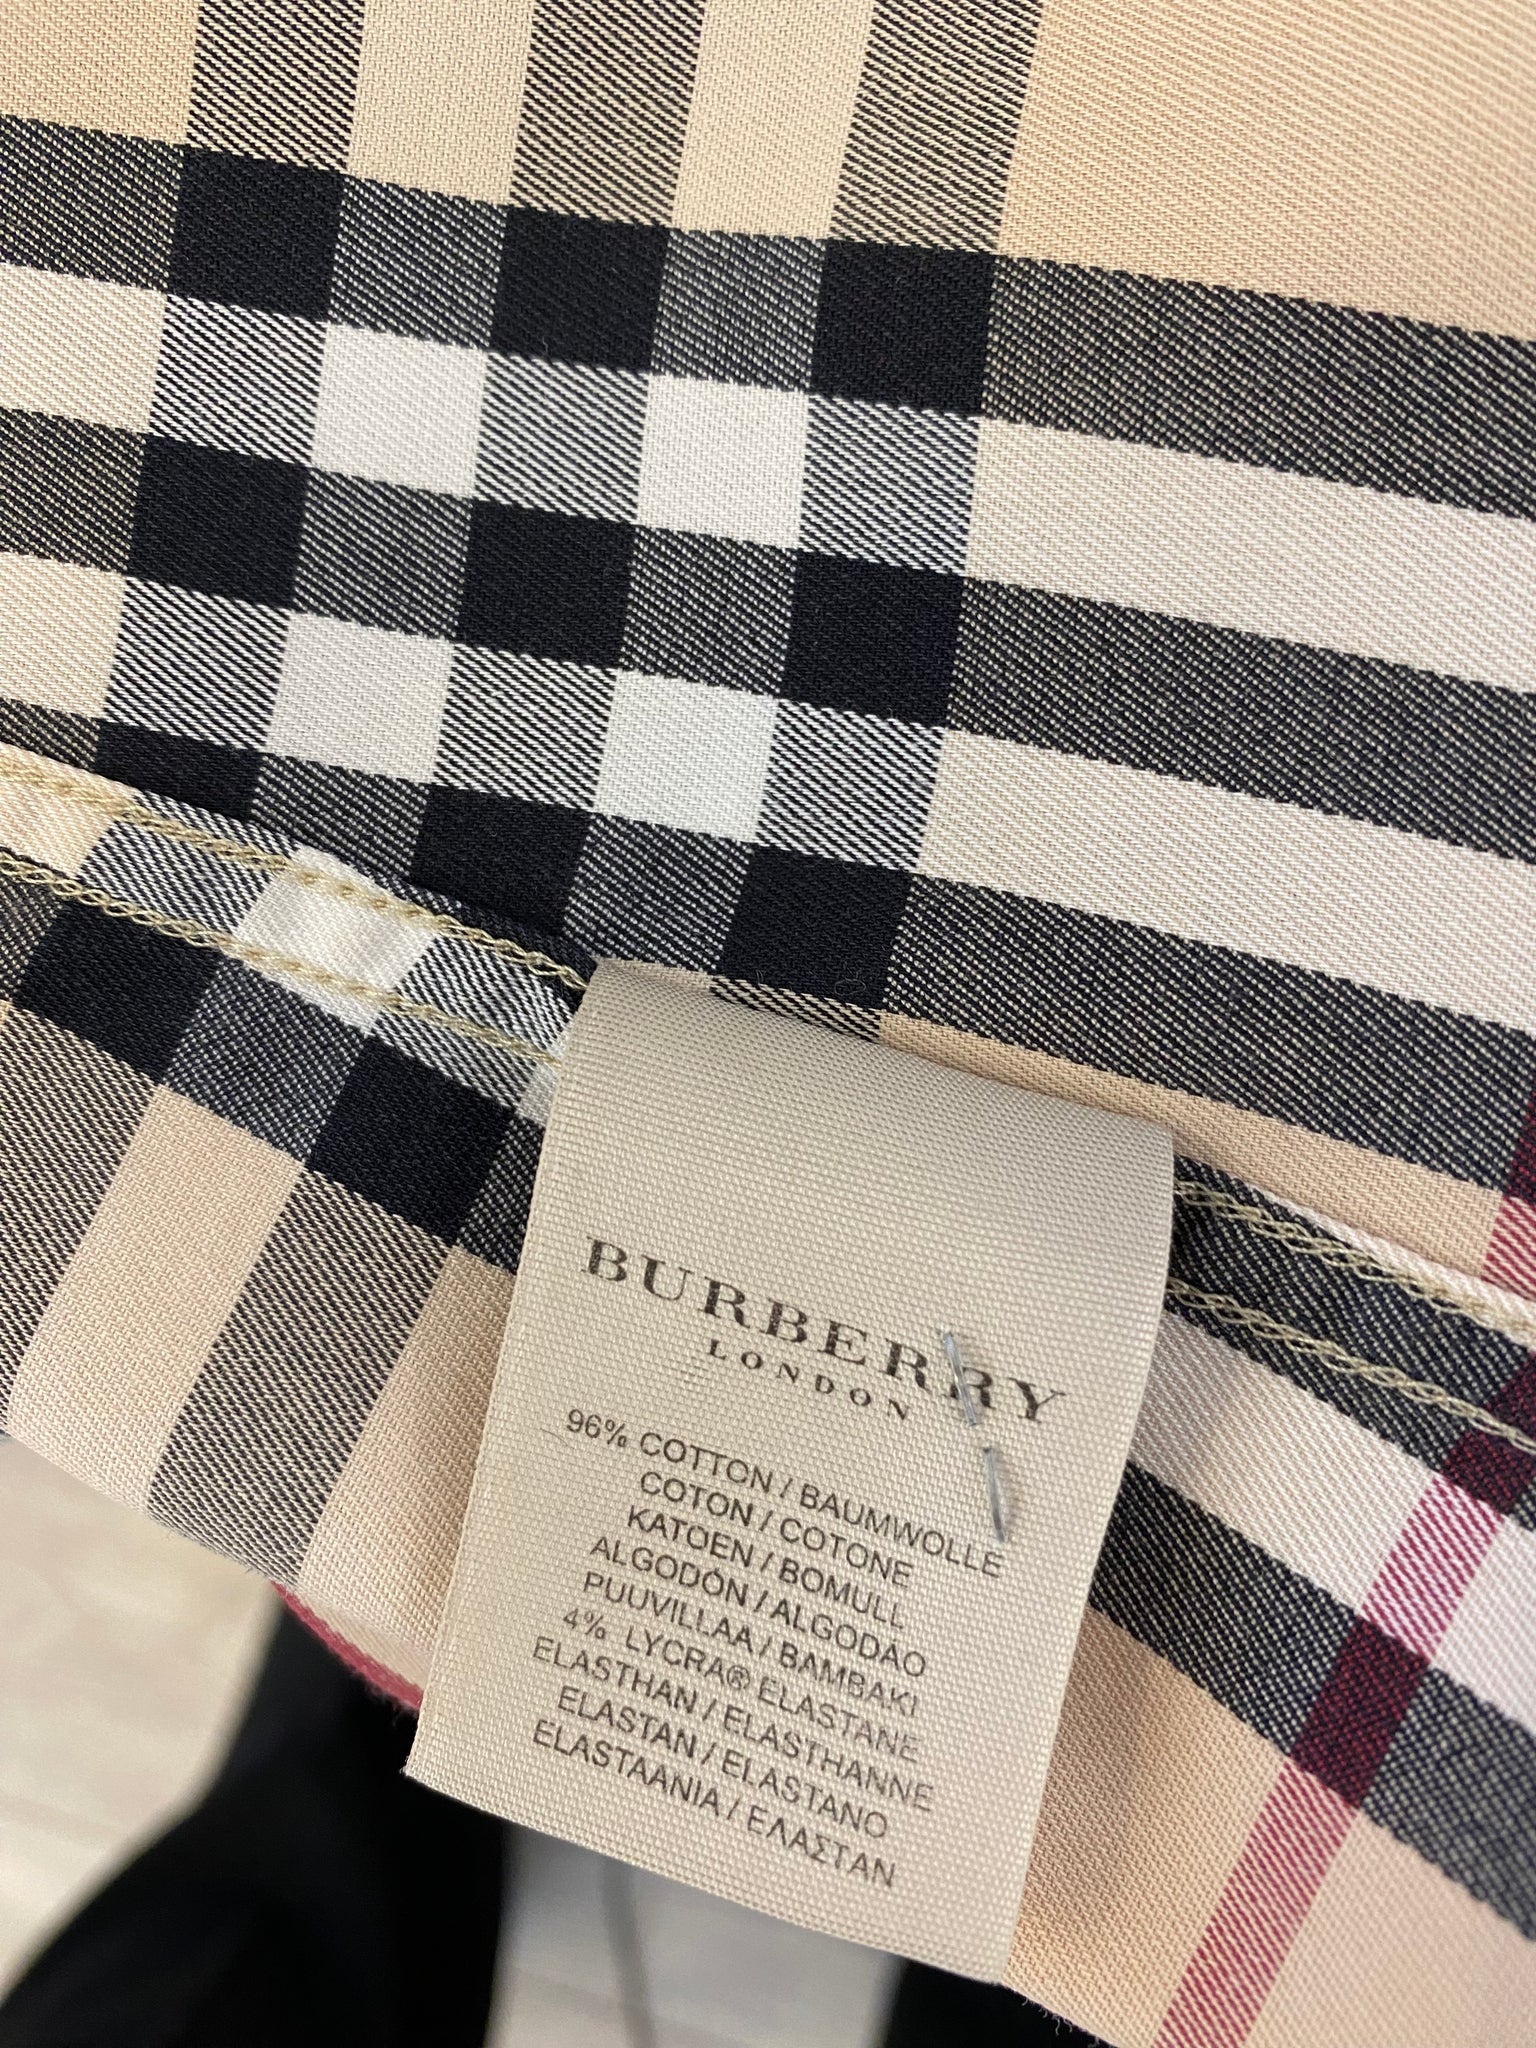 BURBERRY
LONDON
96% COTTON / BAUMWOLLE
COTON / COTONE
KATOEN / BOMULL
ALGODÓN / ALGODÃO
PUUVILLAA / BAMBAKI
4% LYCRA® ELASTANE
ELASTHAN / ELASTHANNE
ELASTAN / ELASTANO
ELASTAANIA / ΕΛΑΣΤΑΝ